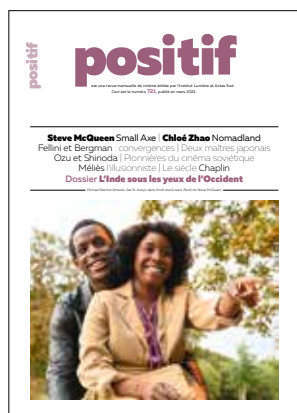 positif
positif
est une revue mensuelle de cinéma éditée par l'Institut Lumière et Actes Sud
Ceci est le numéro 721, publié en mars 2021.
Steve McQueen Small Axe | Chloé Zhao Nomadland
Fellini et Bergman : convergences | Deux maîtres japonais
Ozu et Shinoda | Pionnières du cinéma soviétique
Méliès l'illusionniste | Le siècle Chaplin
Dossier L'Inde sous les yeux de l'Occident